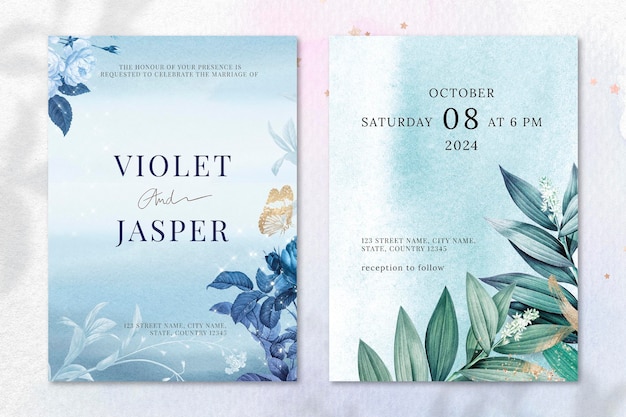 THE HONOUR OF YOUR PRESENCE IS
REQUESTED TO CELEBRATE THE MARRIAGE OF
VIOLET
And
JASPER
123 STREET NAME, CITY NAME,
STATE, COUNTRY 12345
OCTOBER
SATURDAY 08 AT 6 PM
2024
123 STREET NAME, CITY NAME,
STATE, COUNTRY 12345
reception to follow